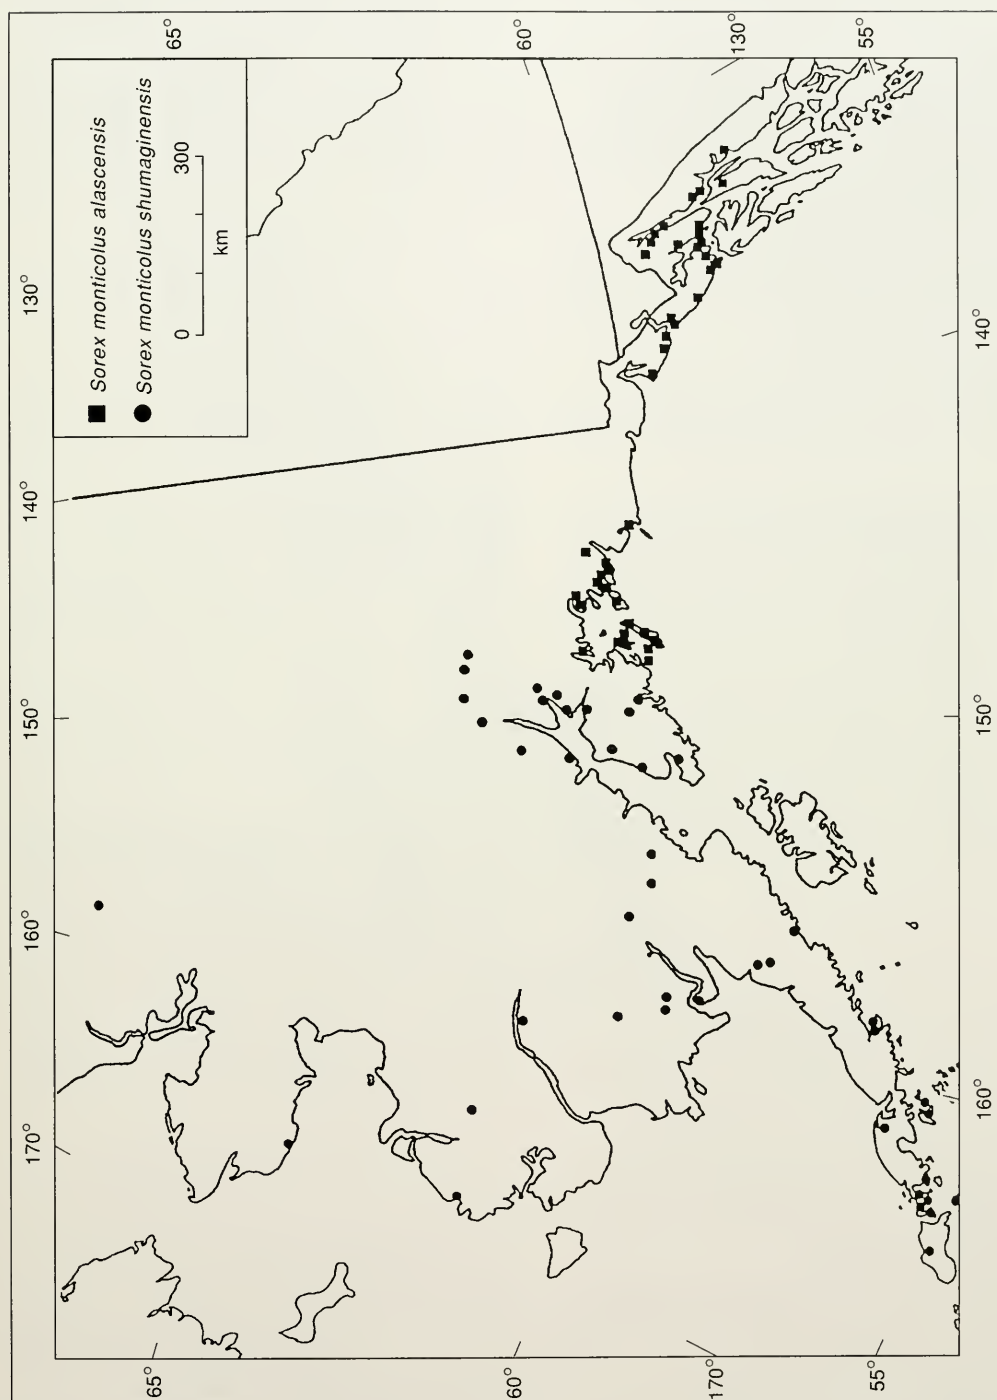 ■ Sorex monticolus alascensis
● Sorex monticolus shumaginensis
0 300
km
170° 160° 150° 140° 130°
65° 65°
60° 60°
55° 55°
170° 160° 150° 140° 130°